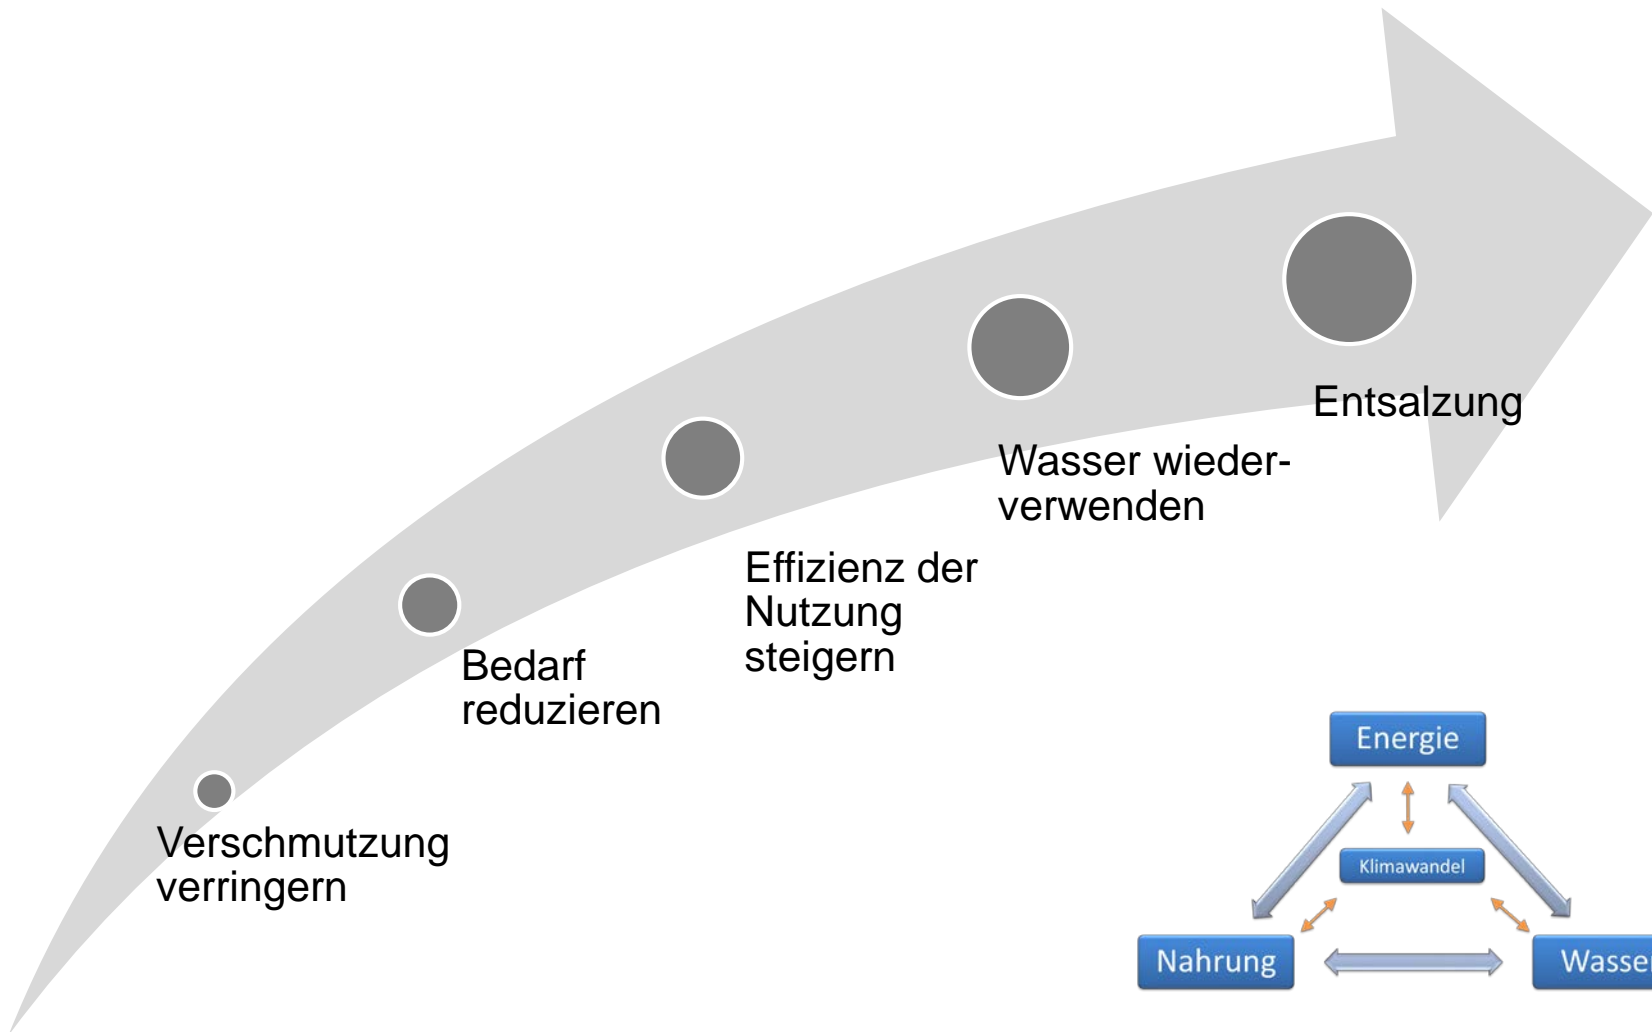 Entsalzung
Wasser wieder-
verwenden
Effizienz der
Nutzung
steigern
Bedarf
reduzieren
Verschmutzung
verringern
Energie
Klimawandel
Nahrung
Wasser